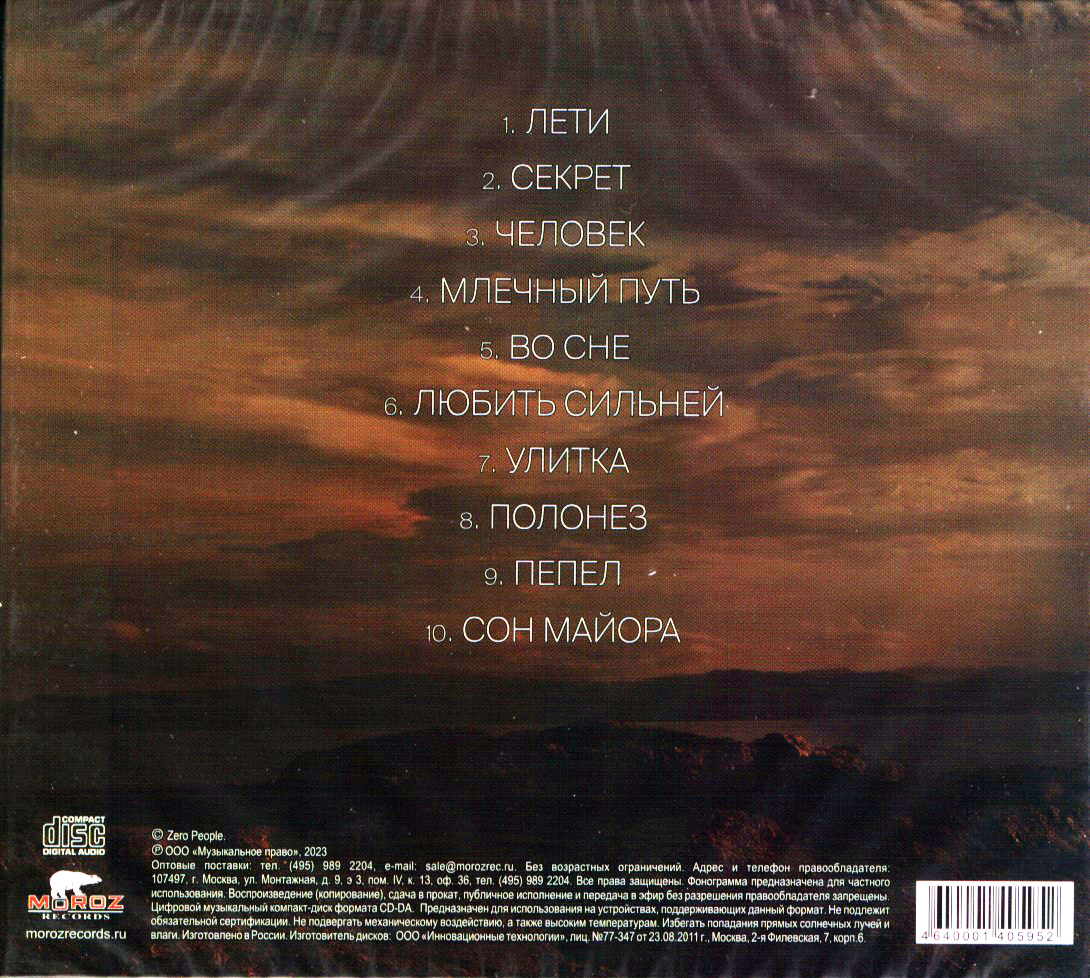 1. ЛЕТИ
2. СЕКРЕТ
3. ЧЕЛОВЕК
4. МЛЕЧНЫЙ ПУТЬ
5. ВО СНЕ
6. ЛЮБИТЬ СИЛЬНЕЙ
7. УЛИТКА
8. ПОЛОНЕЗ
9. ПЕПЕЛ
10. СОН МАЙОРА
COMPACT
disc
DIGITAL AUDIO
MOROZ
RECORDS
morozrecords.ru
© Zero People.
℗ ООО «Музыкальное право», 2023
Оптовые поставки: тел. (495) 989 2204, e-mail: sale@morozrec.ru. Без возрастных ограничений. Адрес и телефон правообладателя:
107497, г. Москва, ул. Монтажная, д. 9, э 3, пом. IV, к. 13, оф. 36, тел. (495) 989 2204. Все права защищены. Фонограмма предназначена для частного
использования. Воспроизведение (копирование), сдача в прокат, публичное исполнение и передача в эфир без разрешения правообладателя запрещены.
Цифровой музыкальный компакт-диск формата CD-DA. Предназначен для использования на устройствах, поддерживающих данный формат. Не подлежит
обязательной сертификации. Не подвергать механическому воздействию, а также высоким температурам. Избегать попадания прямых солнечных лучей и
влаги. Изготовлено в России. Изготовитель дисков: ООО «Инновационные технологии», лиц. №77-347 от 23.08.2011 г., Москва, 2-я Филевская, 7, корп.6.
4 640001 405952